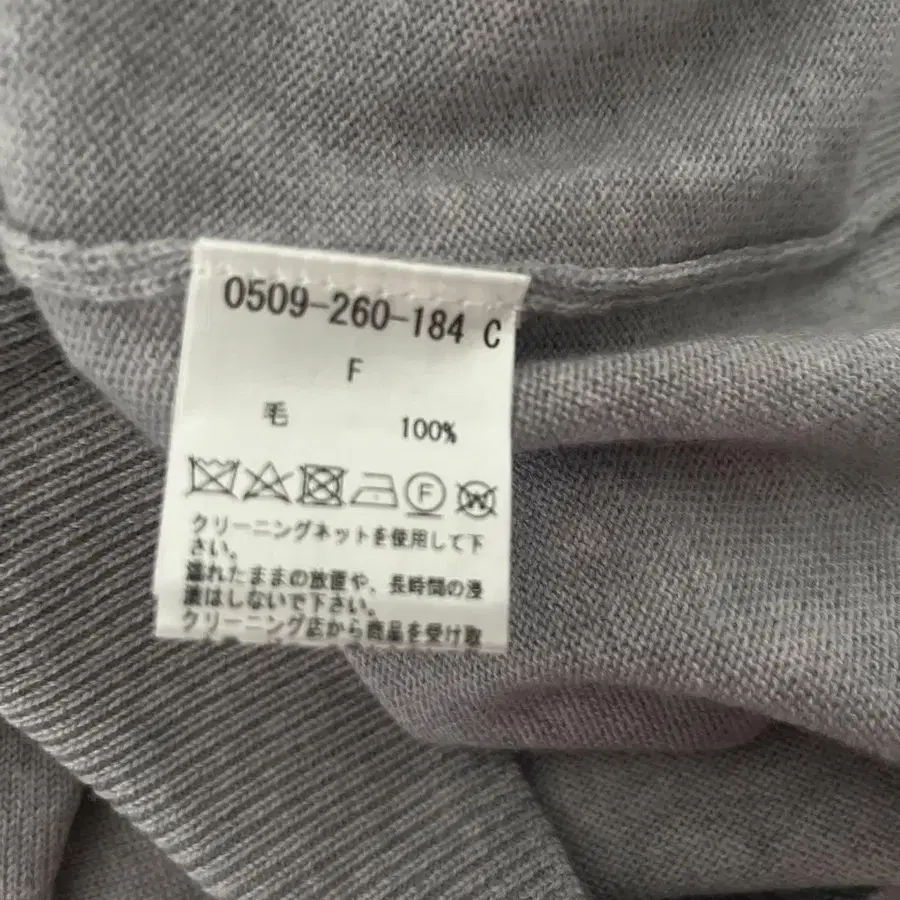 0509-260-184 C
F
毛 100%
F W
クリーニングネットを使用して下
さい。
濡れたままの放置や、長時間の浸
漬はしないで下さい。
クリーニング店から商品を受け取